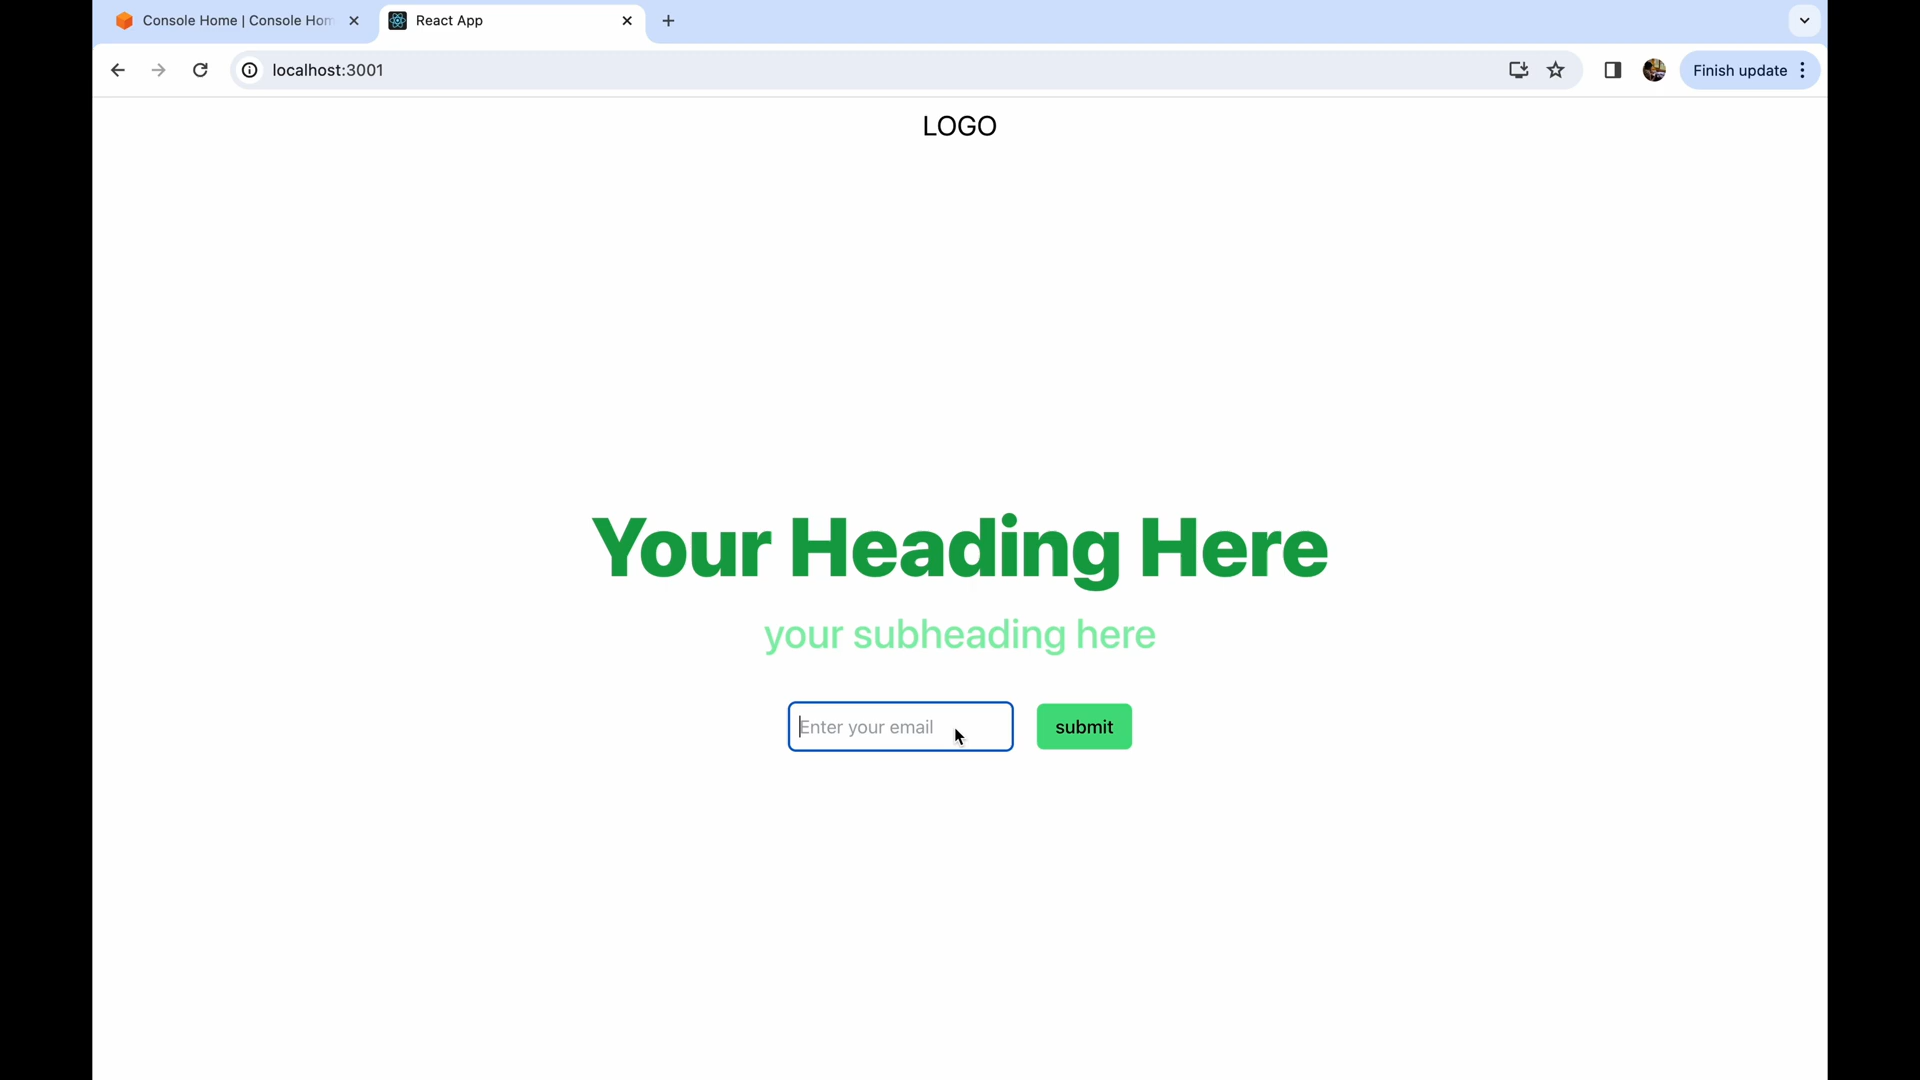 Console Home | Console Hom
React App
localhost:3001
Finish update
LOGO
Your Heading Here
your subheading here
Enter your email
submit